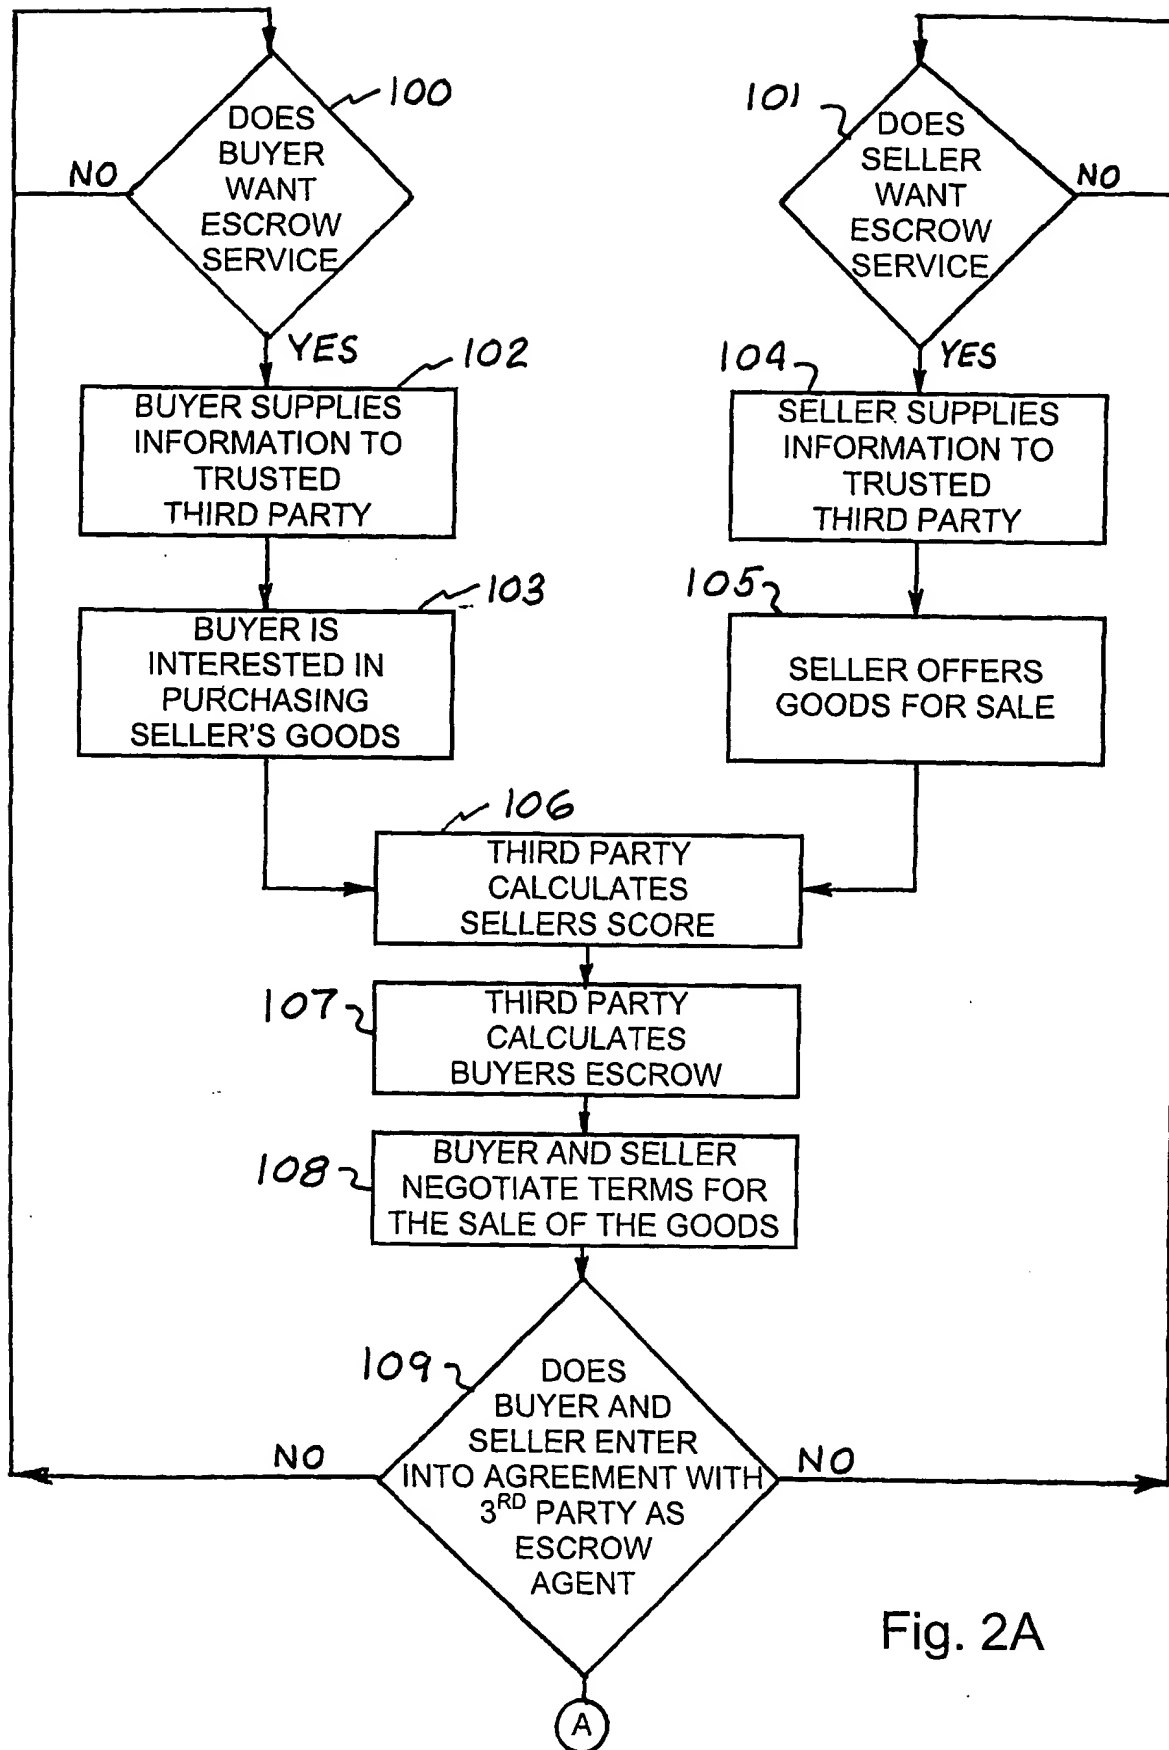 100
DOES
BUYER
WANT
ESCROW
SERVICE
NO
YES
101
DOES
SELLER
WANT
ESCROW
SERVICE
NO
YES
102
BUYER SUPPLIES
INFORMATION TO
TRUSTED
THIRD PARTY
104
SELLER SUPPLIES
INFORMATION TO
TRUSTED
THIRD PARTY
103
BUYER IS
INTERESTED IN
PURCHASING
SELLER'S GOODS
105
SELLER OFFERS
GOODS FOR SALE
106
THIRD PARTY
CALCULATES
SELLERS SCORE
107
THIRD PARTY
CALCULATES
BUYERS ESCROW
108
BUYER AND SELLER
NEGOTIATE TERMS FOR
THE SALE OF THE GOODS
109
DOES
BUYER AND
SELLER ENTER
INTO AGREEMENT WITH
3RD PARTY AS
ESCROW
AGENT
NO
NO
Fig. 2A
A